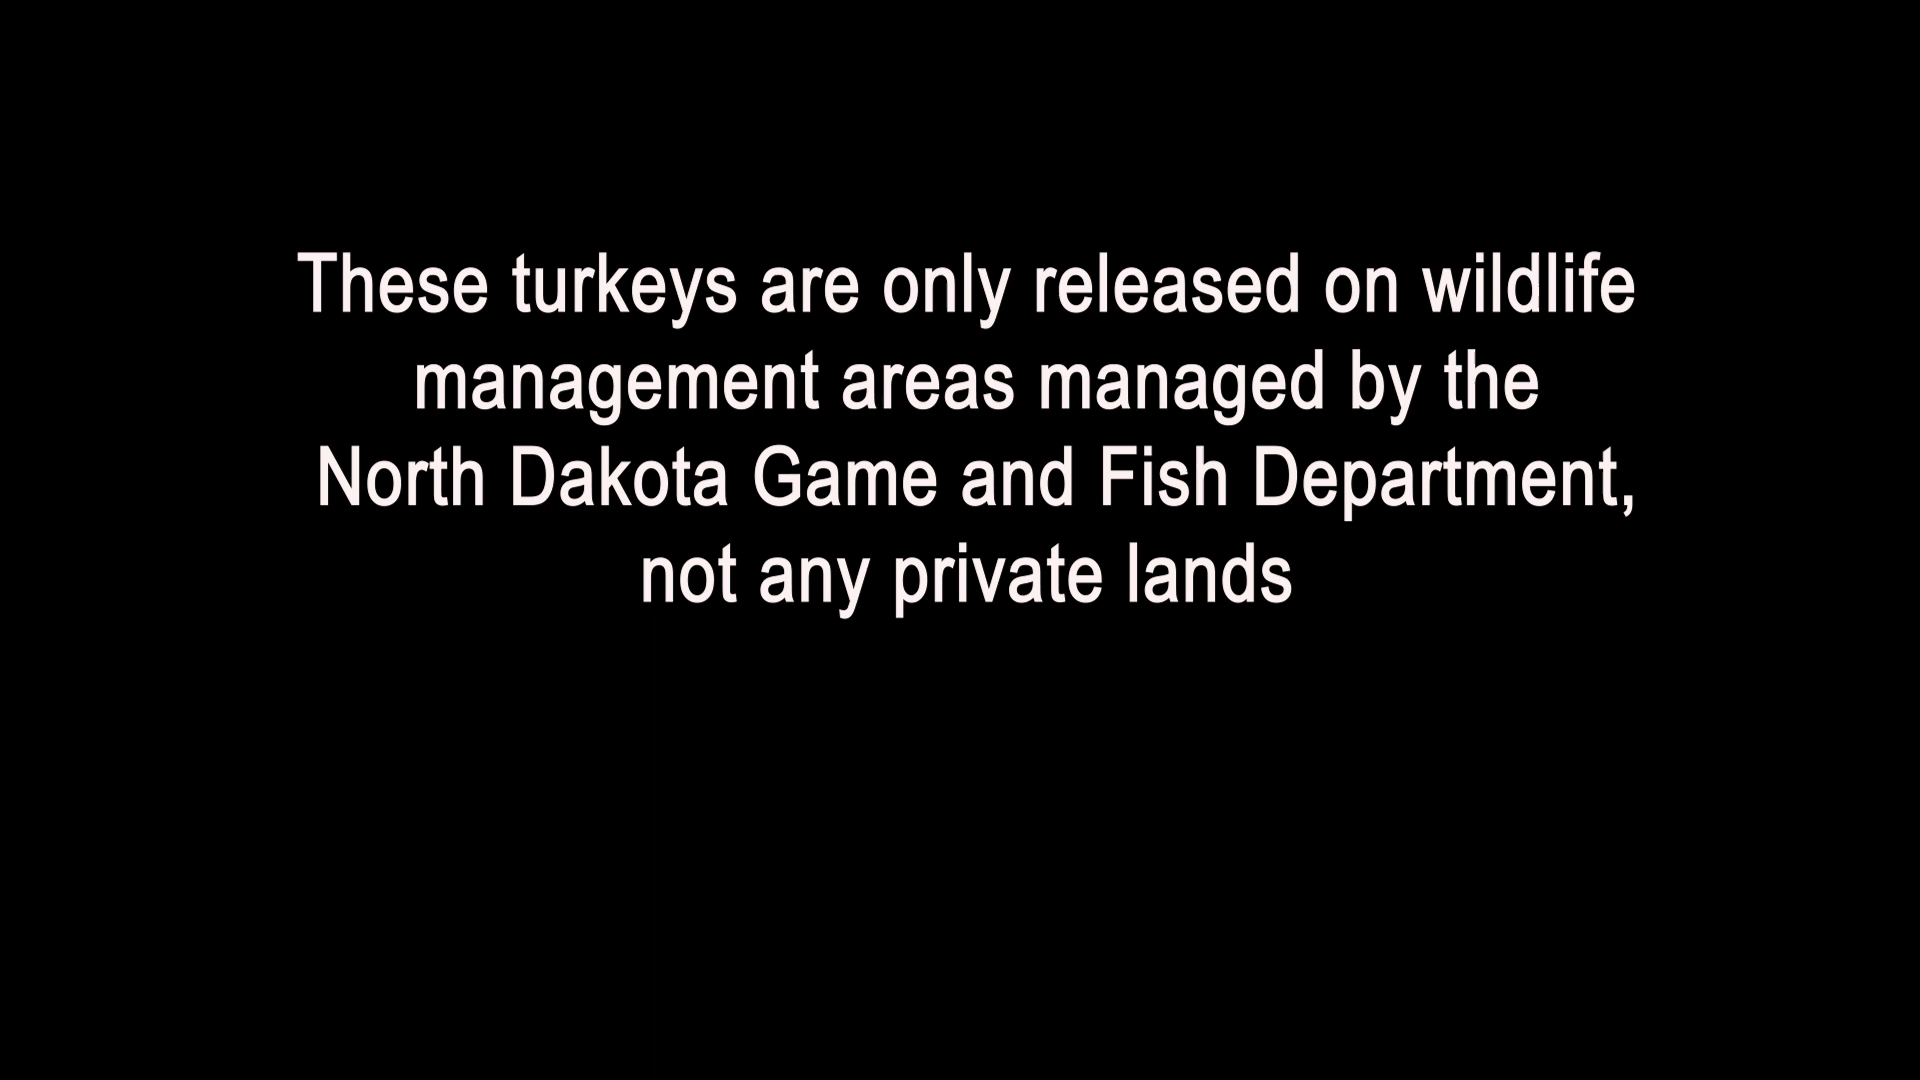 These turkeys are only released on wildlife
management areas managed by the
North Dakota Game and Fish Department,
not any private lands